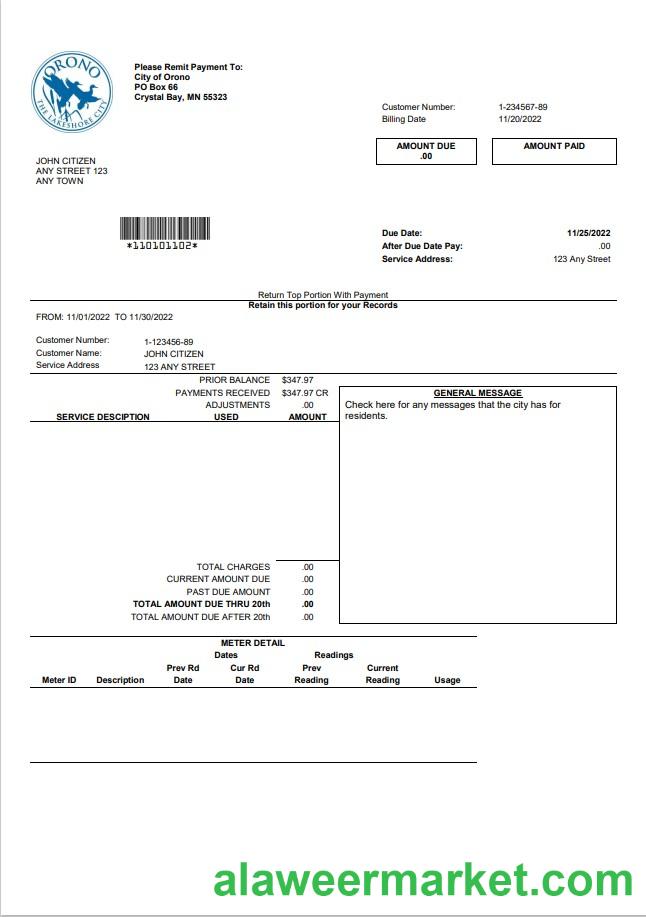 ORONO
THE LAKESHORE CITY
Please Remit Payment To:
City of Orono
PO Box 66
Crystal Bay, MN 55323
Customer Number: 1-234567-89
Billing Date 11/20/2022
AMOUNT DUE AMOUNT PAID
.00
JOHN CITIZEN
ANY STREET 123
ANY TOWN
*110101102*
Due Date: 11/25/2022
After Due Date Pay: .00
Service Address: 123 Any Street
Return Top Portion With Payment
Retain this portion for your Records
FROM: 11/01/2022 TO 11/30/2022
Customer Number: 1-123456-89
Customer Name: JOHN CITIZEN
Service Address 123 ANY STREET
PRIOR BALANCE $347.97
PAYMENTS RECEIVED $347.97 CR
ADJUSTMENTS .00
SERVICE DESCIPTION USED AMOUNT
GENERAL MESSAGE
Check here for any messages that the city has for
residents.
TOTAL CHARGES .00
CURRENT AMOUNT DUE .00
PAST DUE AMOUNT .00
TOTAL AMOUNT DUE THRU 20th .00
TOTAL AMOUNT DUE AFTER 20th .00
METER DETAIL
Dates Readings
Prev Rd Cur Rd Prev Current
Meter ID Description Date Date Reading Reading Usage
alaweermarket.com